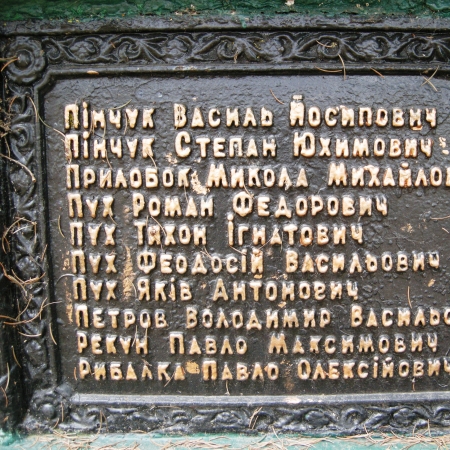 Пінчук Василь Йосипович
Пінчук Степан Юхимович
Прилобок Микола Михайлов
Пух Роман Федорович
Пух Тихон Ігнатович
Пух Феодосій Васильович
Пух Яків Антонович
Петров Володимир Васильо
Рекун Павло Максимович
Рибалка Павло Олексійович